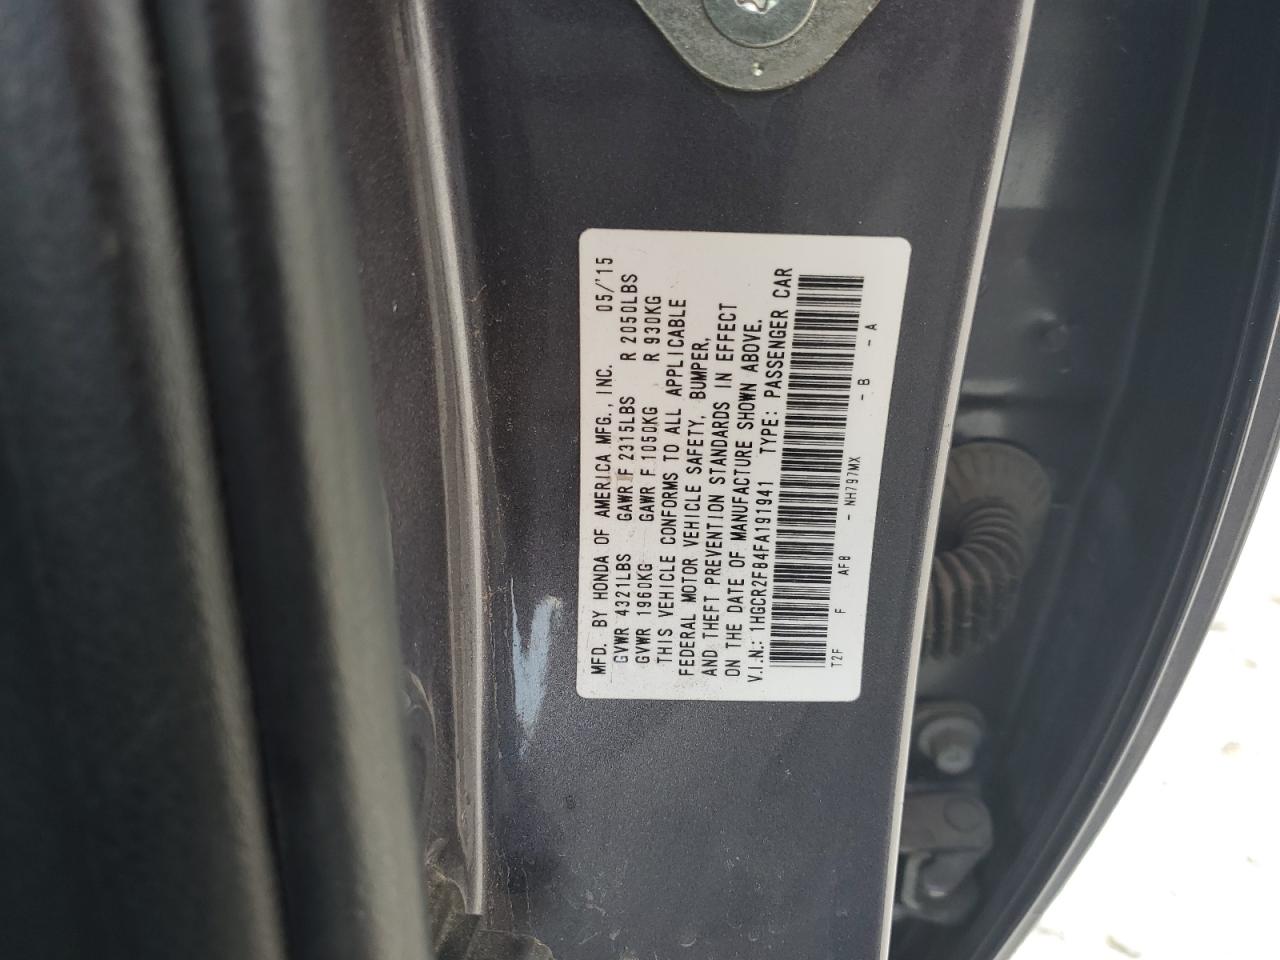 MFD. BY HONDA OF AMERICA MFG., INC. 05/'15
GVWR 4321LBS GAWR F 2315LBS R 2050LBS
GVWR 1960KG GAWR F 1050KG R 930KG
THIS VEHICLE CONFORMS TO ALL APPLICABLE
FEDERAL MOTOR VEHICLE SAFETY, BUMPER,
AND THEFT PREVENTION STANDARDS IN EFFECT
ON THE DATE OF MANUFACTURE SHOWN ABOVE.
V.I.N.: 1HGCR2F84FA191941 TYPE: PASSENGER CAR
T2F F AF8 - NH797MX - B - A